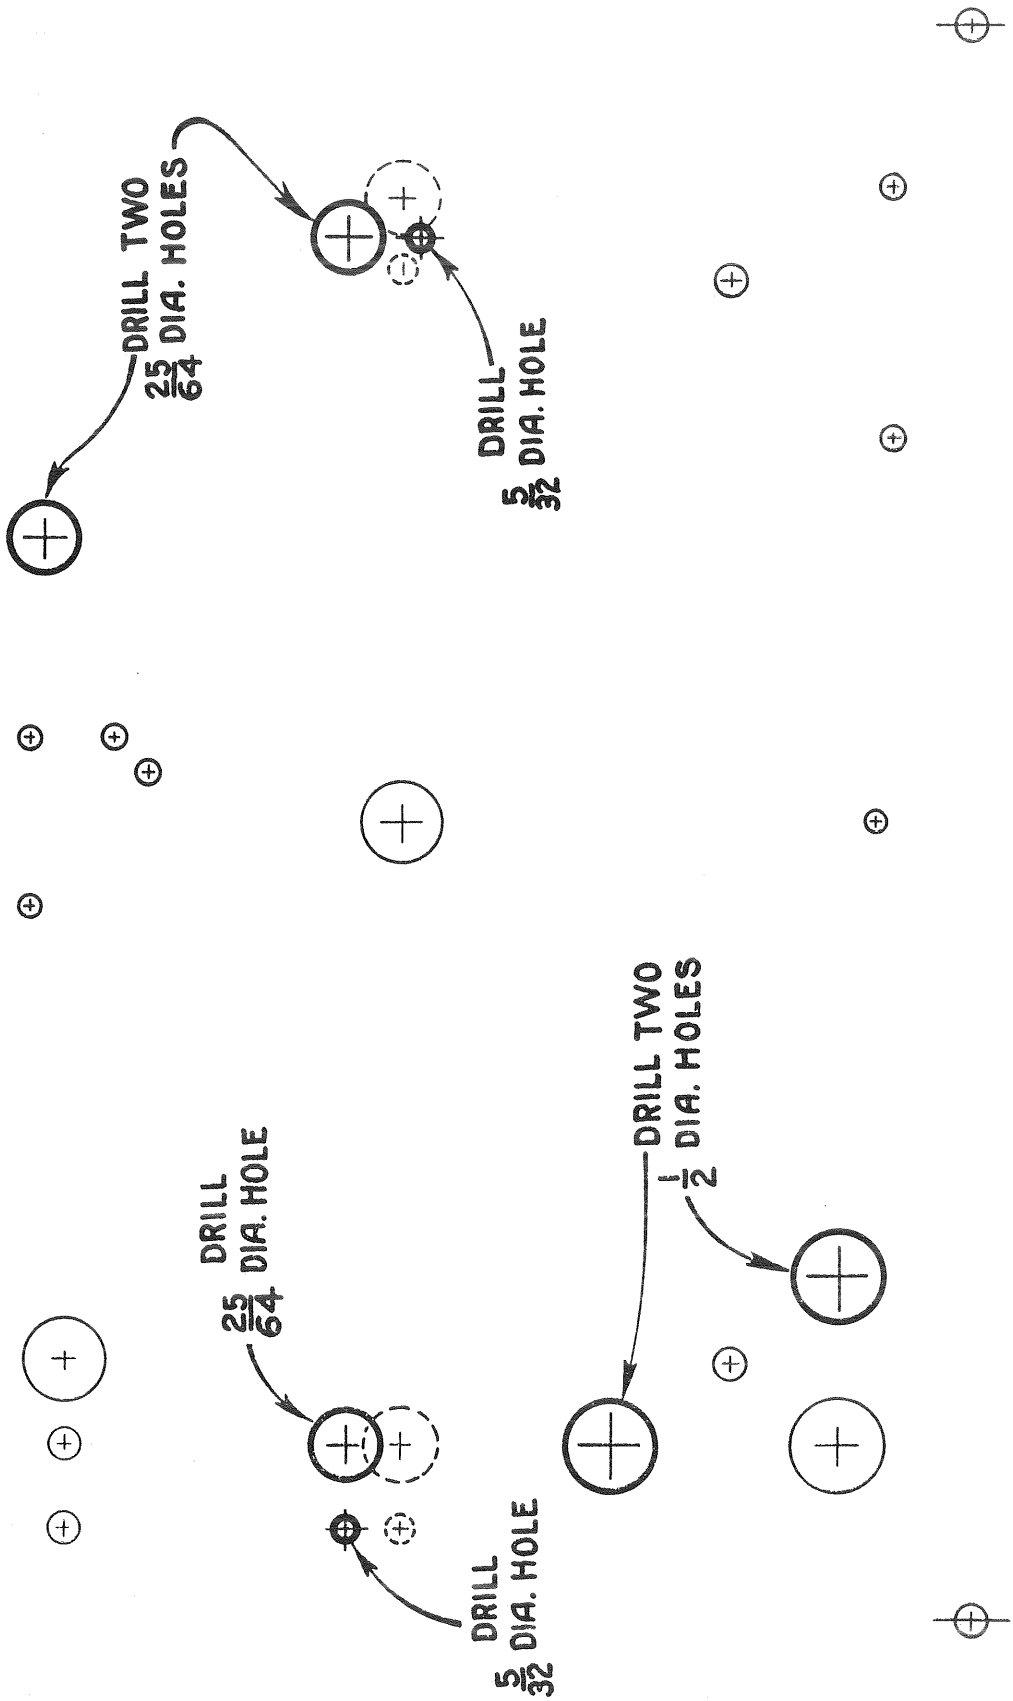 DRILL TWO
25/64 DIA. HOLES
DRILL
5/32 DIA. HOLE
DRILL TWO
1/2 DIA. HOLES
DRILL
25/64 DIA. HOLE
DRILL
5/32 DIA. HOLE